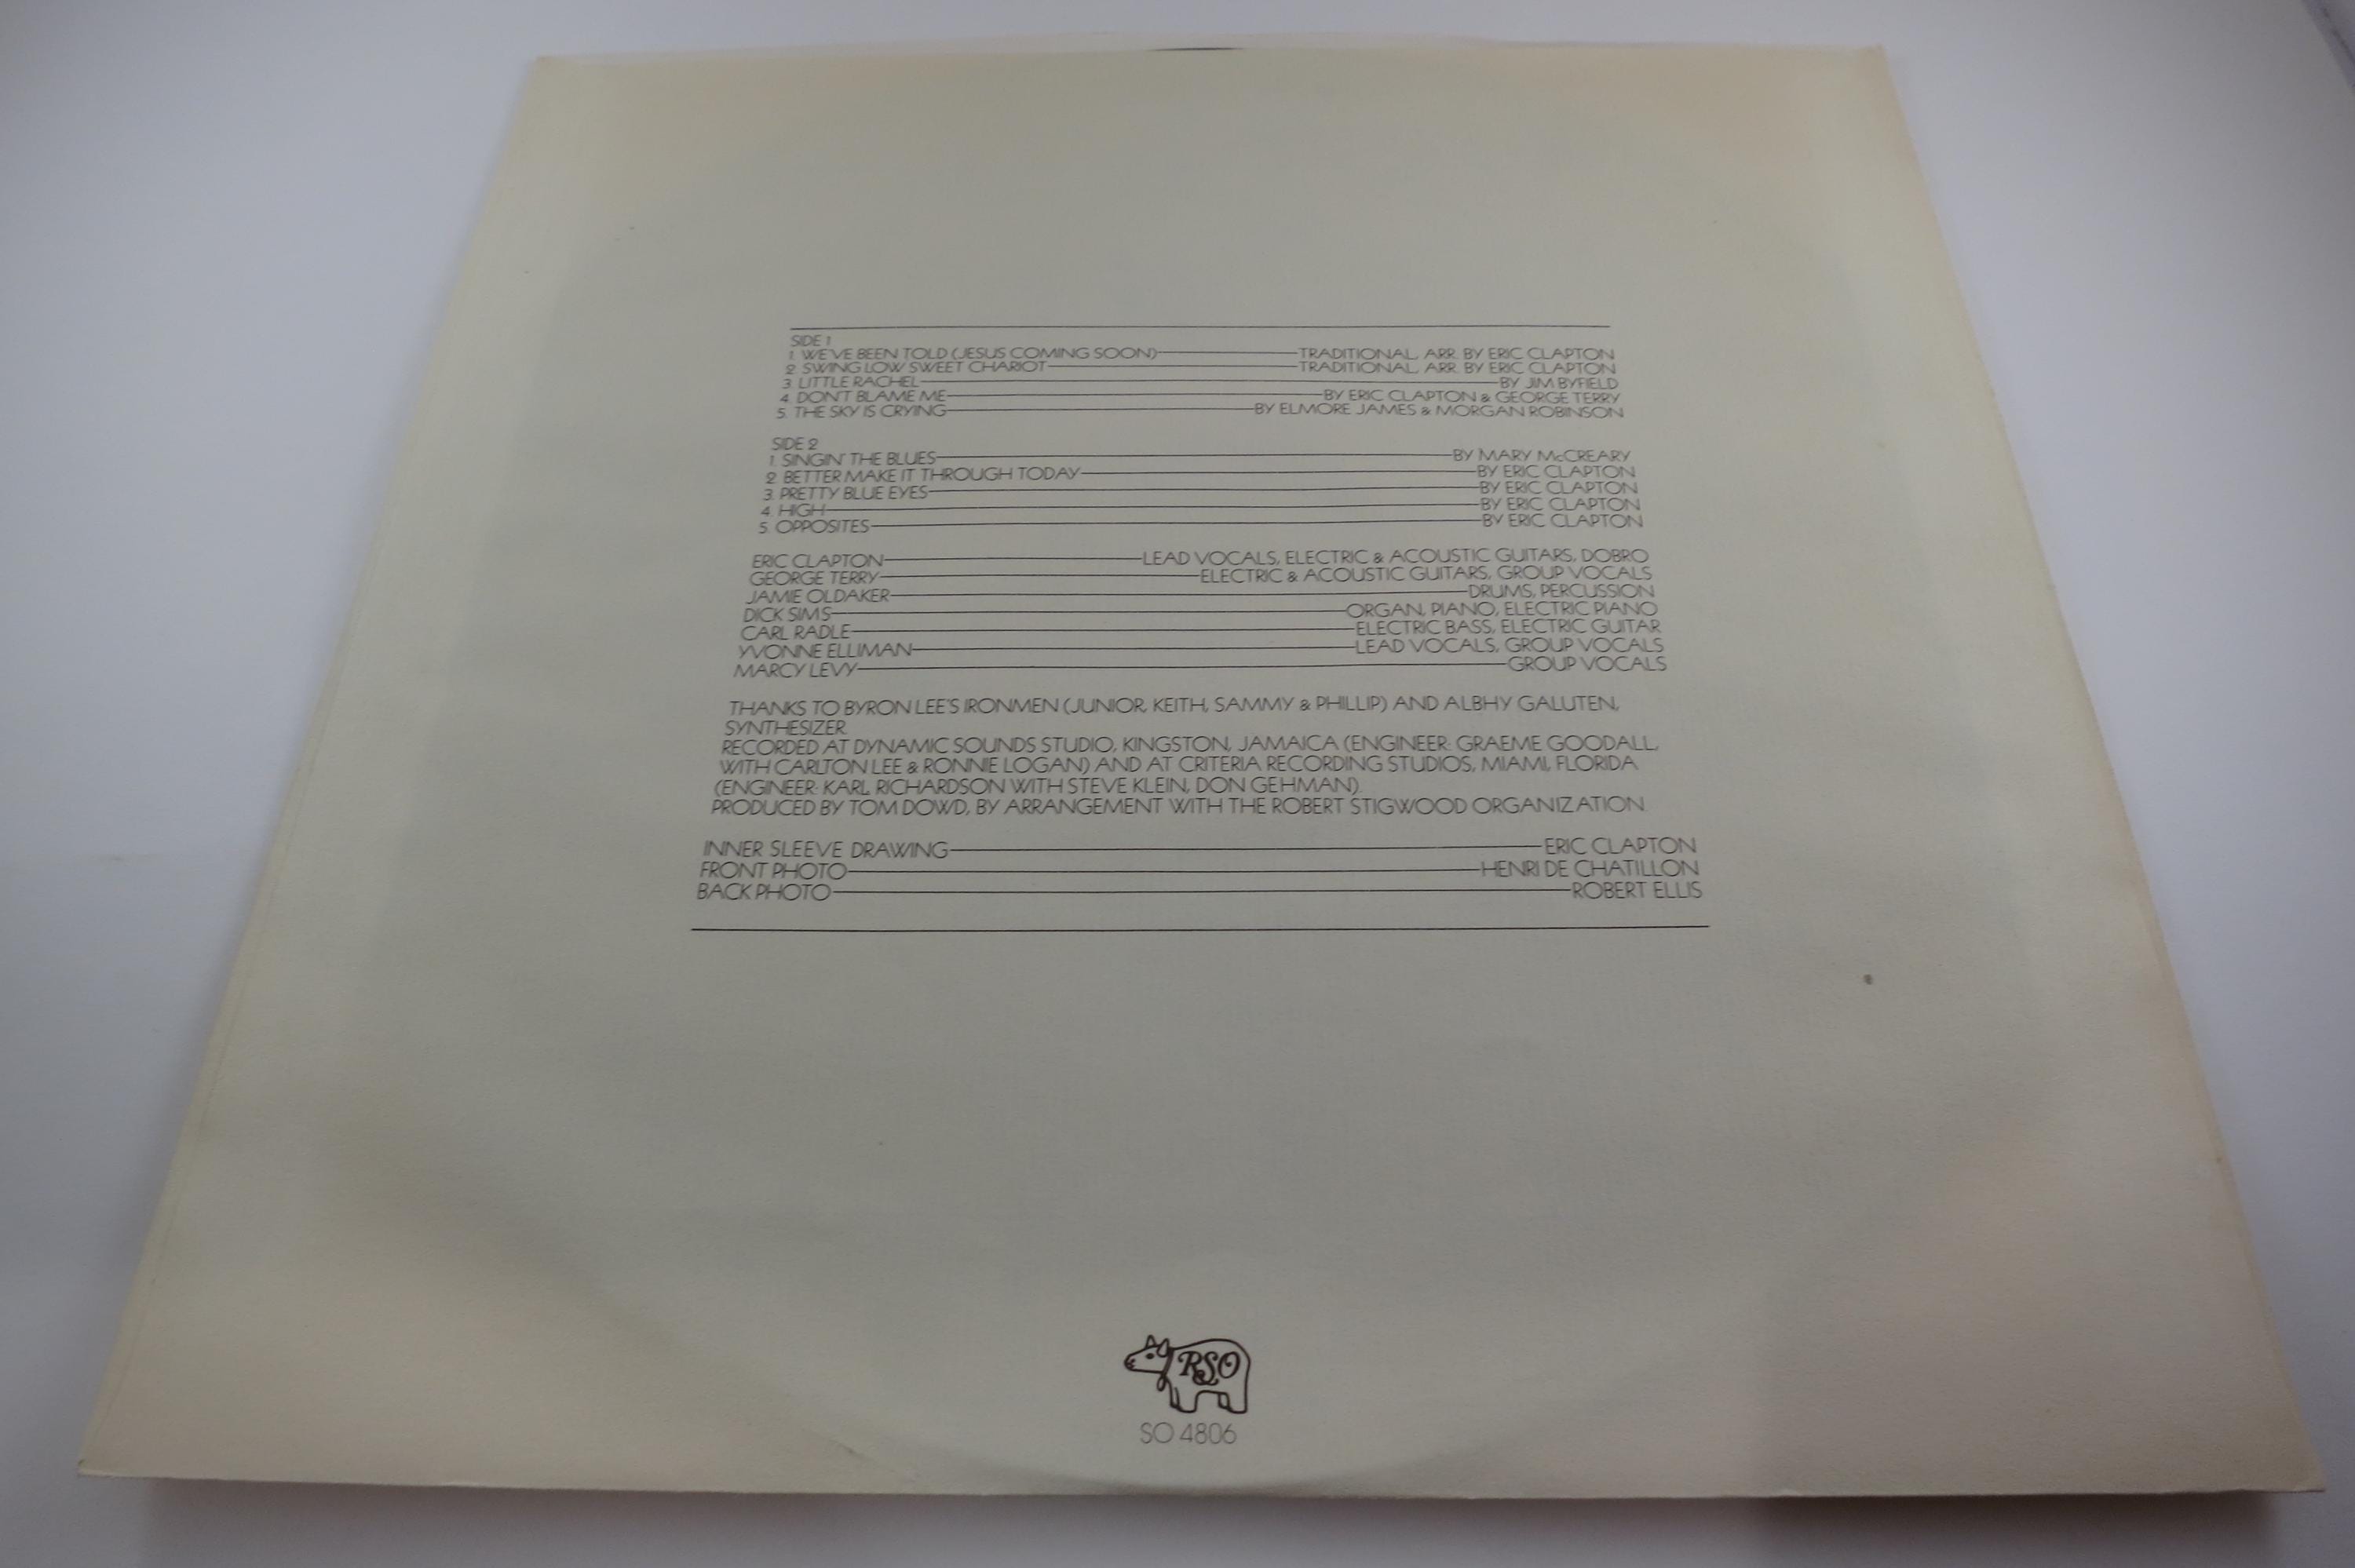 SIDE 1
1. WE'VE BEEN TOLD (JESUS COMING SOON) TRADITIONAL, ARR. BY ERIC CLAPTON
2. SWING LOW SWEET CHARIOT TRADITIONAL, ARR. BY ERIC CLAPTON
3. LITTLE RACHEL BY JIM BYFIELD
4. DON'T BLAME ME BY ERIC CLAPTON & GEORGE TERRY
5. THE SKY IS CRYING BY ELMORE JAMES & MORGAN ROBINSON
SIDE 2
1. SINGIN' THE BLUES BY MARY McCREARY
2. BETTER MAKE IT THROUGH TODAY BY ERIC CLAPTON
3. PRETTY BLUE EYES BY ERIC CLAPTON
4. HIGH BY ERIC CLAPTON
5. OPPOSITES BY ERIC CLAPTON
ERIC CLAPTON LEAD VOCALS, ELECTRIC & ACOUSTIC GUITARS, DOBRO
GEORGE TERRY ELECTRIC & ACOUSTIC GUITARS, GROUP VOCALS
JAMIE OLDAKER DRUMS, PERCUSSION
DICK SIMS ORGAN, PIANO, ELECTRIC PIANO
CARL RADLE ELECTRIC BASS, ELECTRIC GUITAR
YVONNE ELLIMAN LEAD VOCALS, GROUP VOCALS
MARCY LEVY GROUP VOCALS
THANKS TO BYRON LEE'S IRONMEN (JUNIOR, KEITH, SAMMY & PHILLIP) AND ALBHY GALUTEN,
SYNTHESIZER.
RECORDED AT DYNAMIC SOUNDS STUDIO, KINGSTON, JAMAICA (ENGINEER: GRAEME GOODALL,
WITH CARLTON LEE & RONNIE LOGAN) AND AT CRITERIA RECORDING STUDIOS, MIAMI, FLORIDA
(ENGINEER: KARL RICHARDSON WITH STEVE KLEIN, DON GEHMAN).
PRODUCED BY TOM DOWD, BY ARRANGEMENT WITH THE ROBERT STIGWOOD ORGANIZATION.
INNER SLEEVE DRAWING ERIC CLAPTON
FRONT PHOTO HENRI DE CHATILLON
BACK PHOTO ROBERT ELLIS
RSO
SO 4806